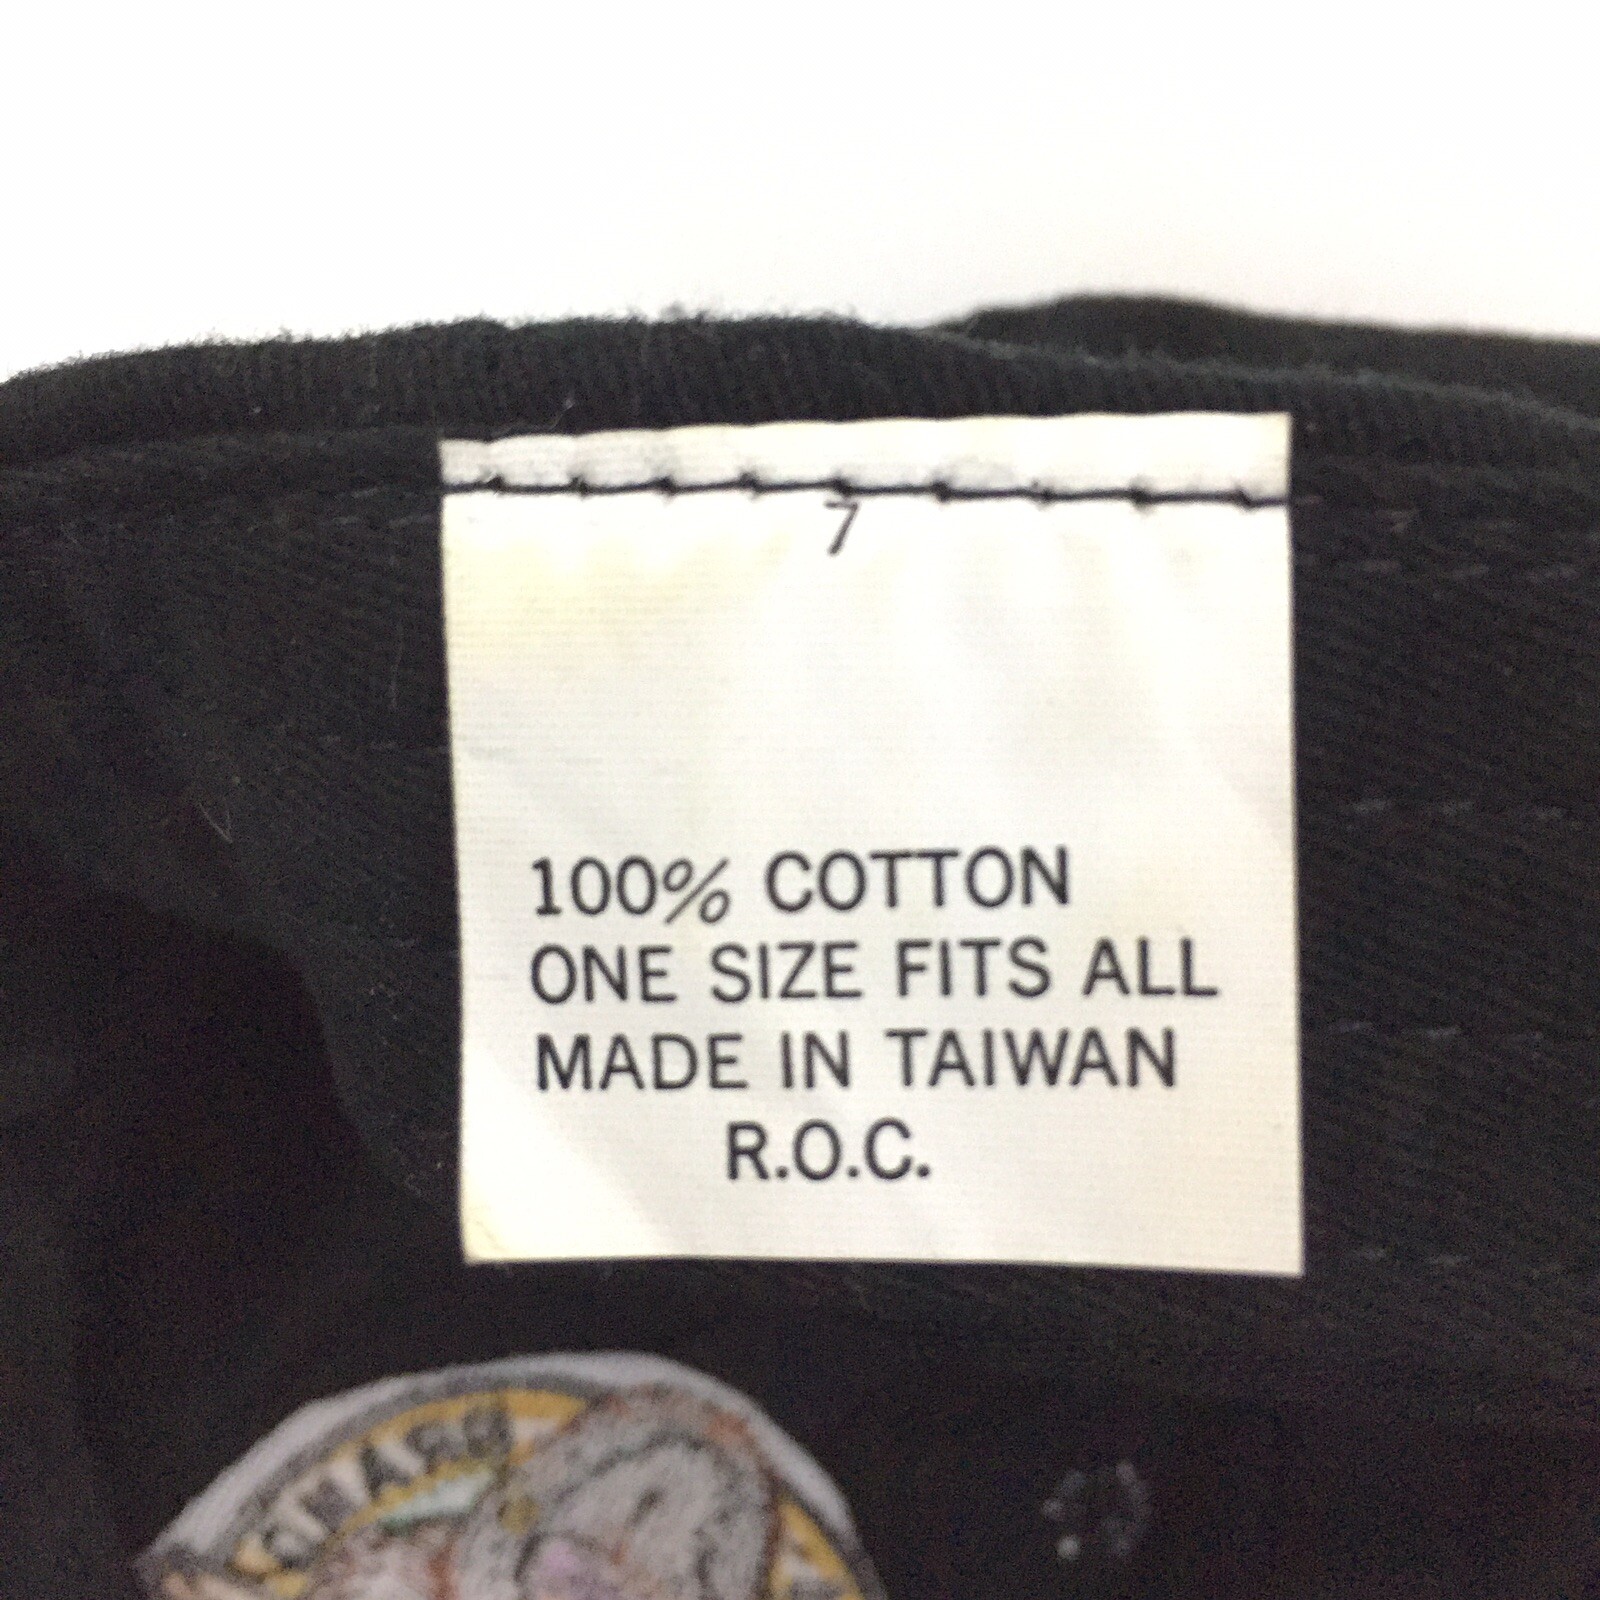 7
100% COTTON
ONE SIZE FITS ALL
MADE IN TAIWAN
R.O.C.